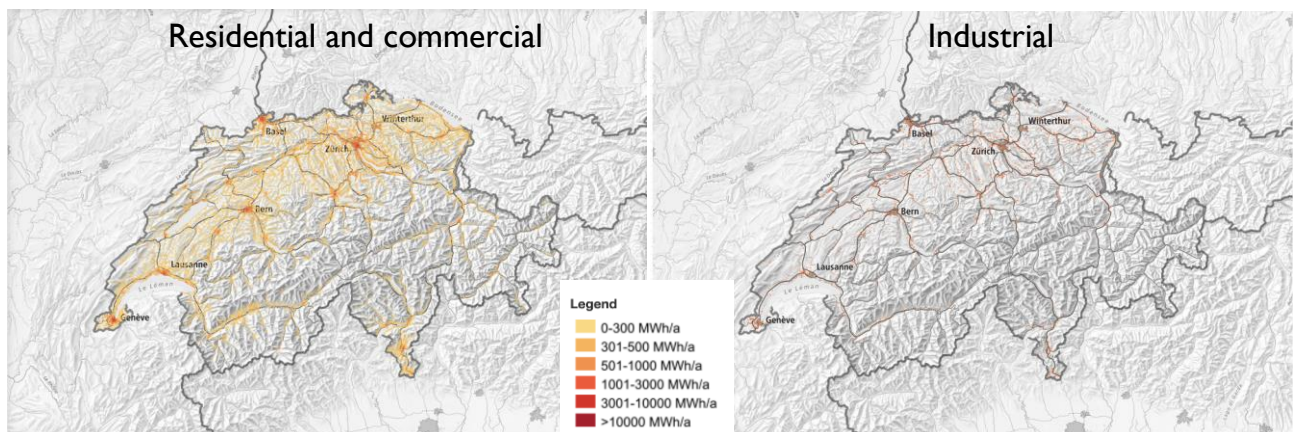 Residential and commercial
Basel
Winterthur
Bodensee
Zürich
Bern
Lausanne
Le Léman
Genève
Industrial
Basel
Winterthur
Bodensee
Zürich
Bern
Lausanne
Le Léman
Genève
Legend
0-300 MWh/a
301-500 MWh/a
501-1000 MWh/a
1001-3000 MWh/a
3001-10000 MWh/a
>10000 MWh/a